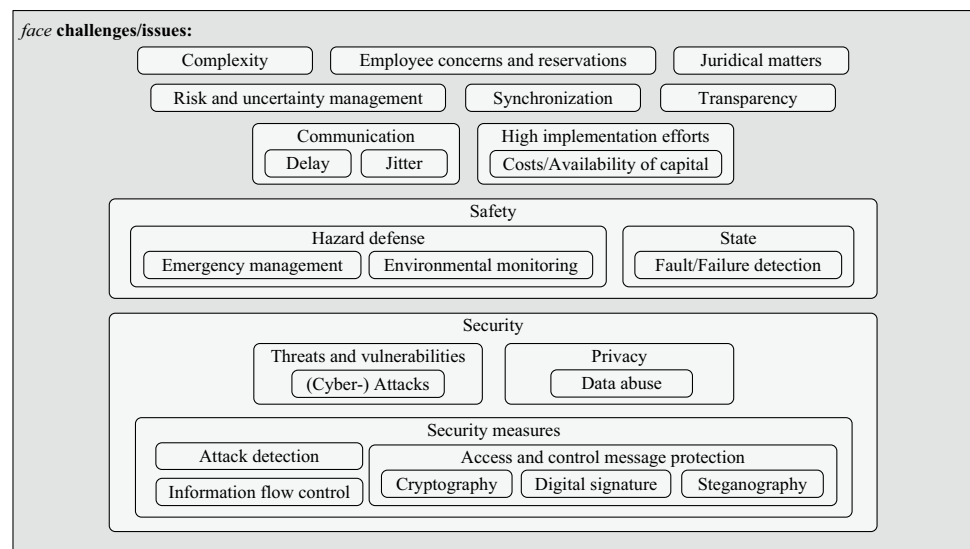 face challenges/issues:
Complexity
Employee concerns and reservations
Juridical matters
Risk and uncertainty management
Synchronization
Transparency
Communication
Delay
Jitter
High implementation efforts
Costs/Availability of capital
Safety
Hazard defense
Emergency management
Environmental monitoring
State
Fault/Failure detection
Security
Threats and vulnerabilities
(Cyber-) Attacks
Privacy
Data abuse
Security measures
Attack detection
Information flow control
Access and control message protection
Cryptography
Digital signature
Steganography